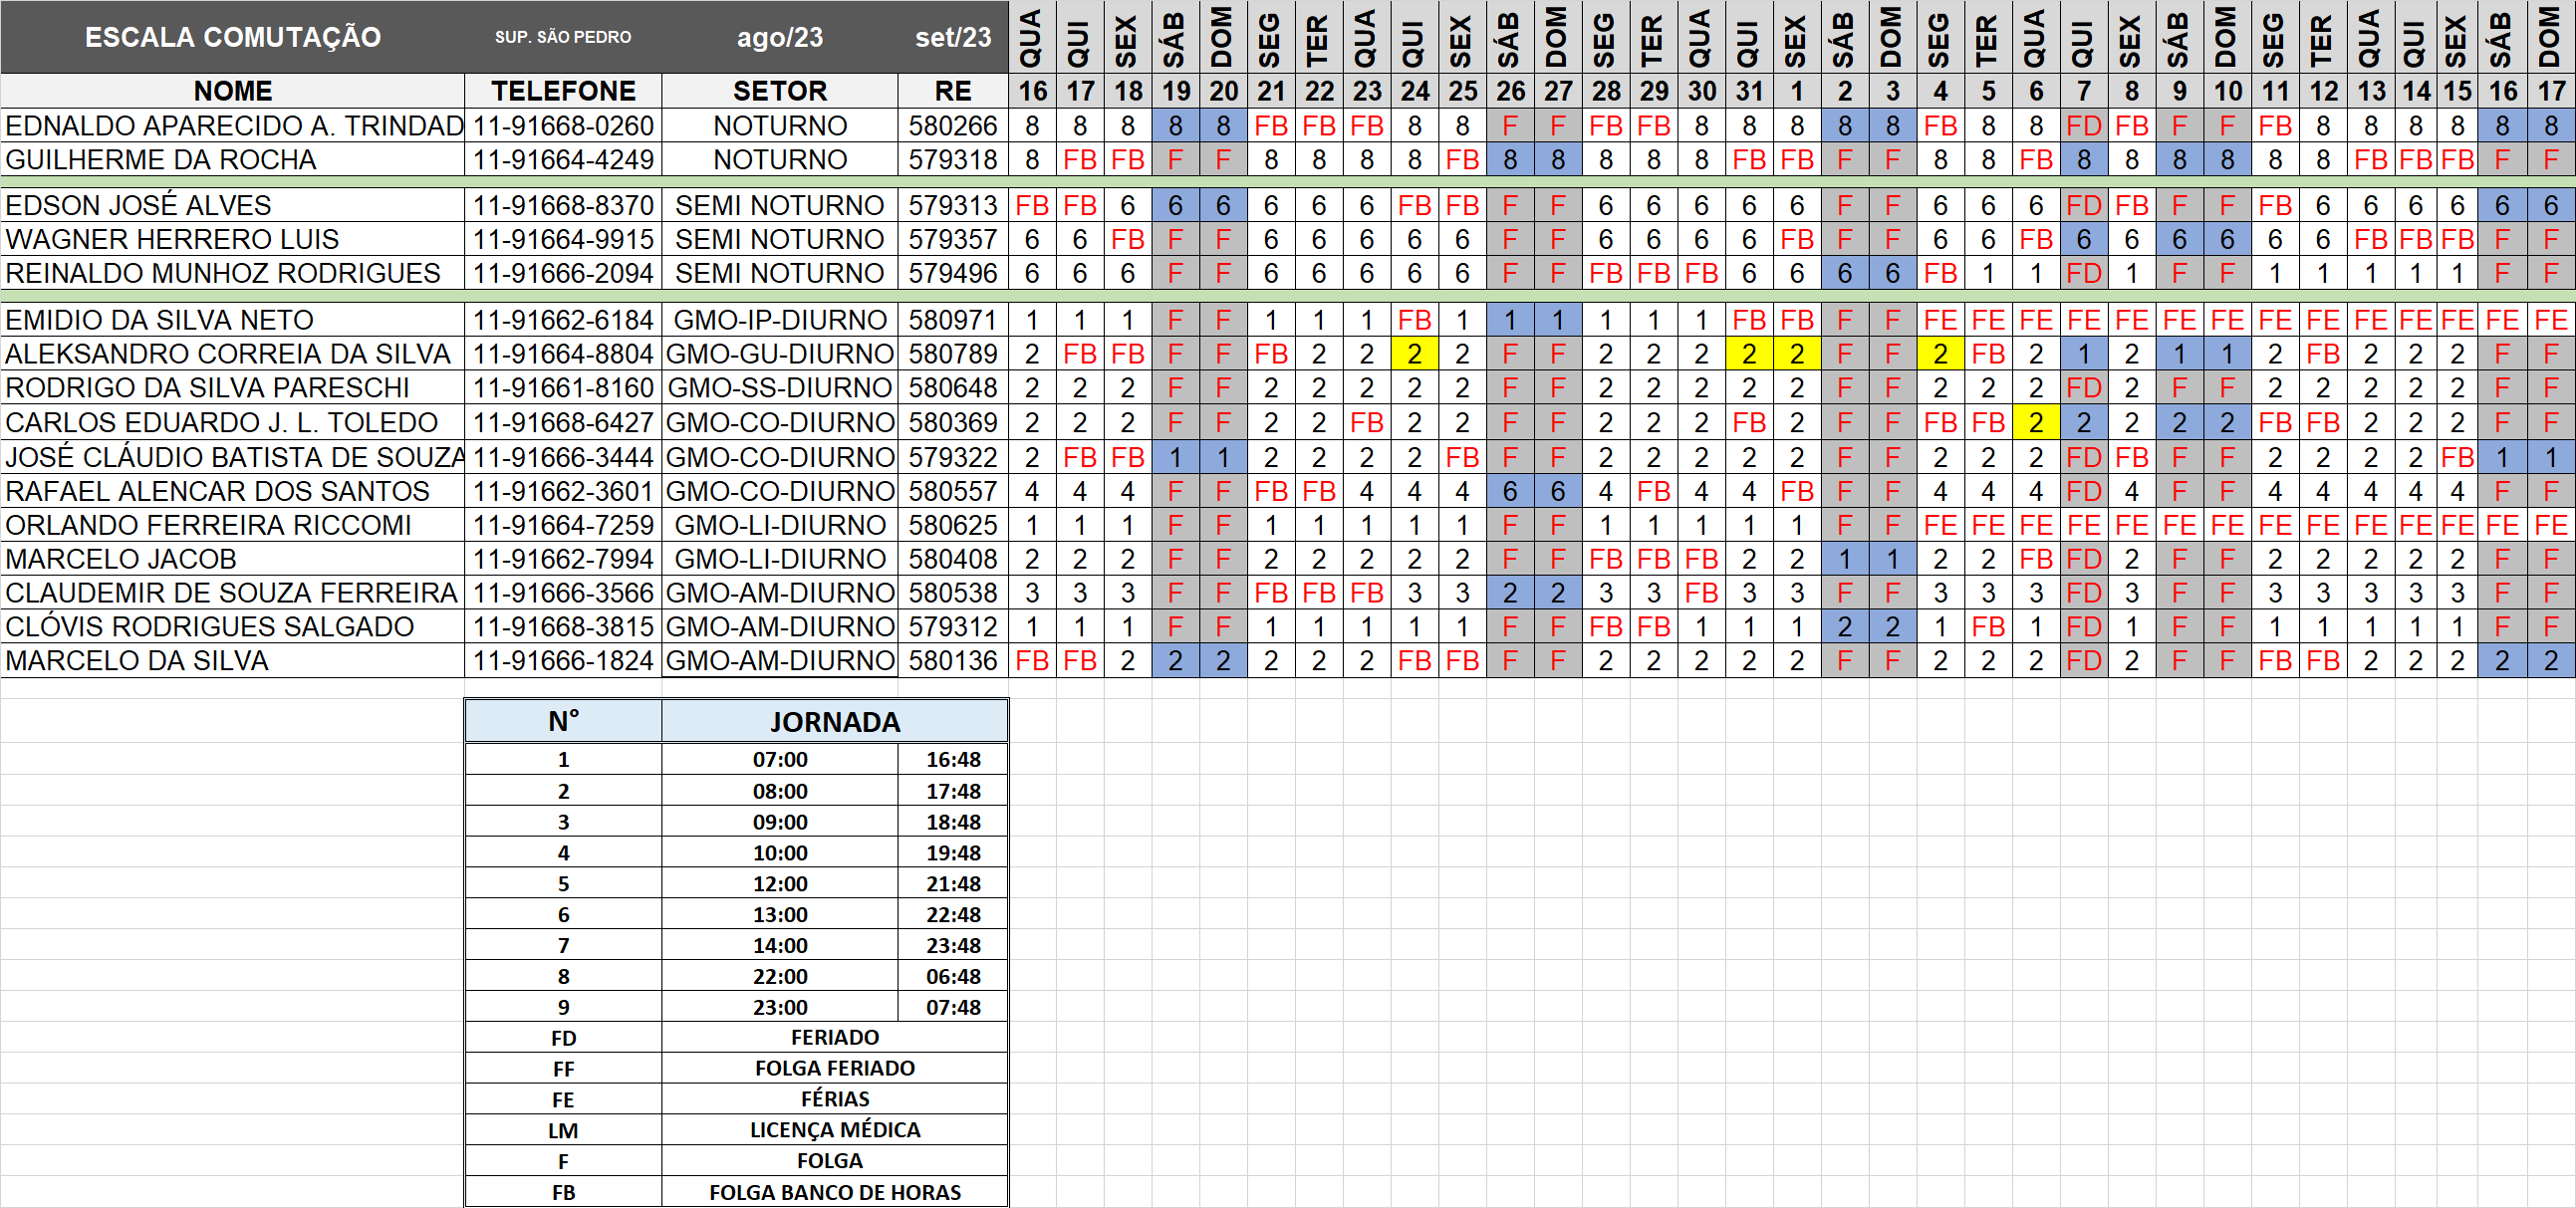 ESCALA COMUTAÇÃO SUP. SÃO PEDRO ago/23 set/23 QUA QUI SEX SÁB DOM SEG TER QUA QUI SEX SÁB DOM SEG TER QUA QUI SEX SÁB DOM SEG TER QUA QUI SEX SÁB DOM SEG TER QUA QUI SEX SÁB DOM
NOME TELEFONE SETOR RE 16 17 18 19 20 21 22 23 24 25 26 27 28 29 30 31 1 2 3 4 5 6 7 8 9 10 11 12 13 14 15 16 17
EDNALDO APARECIDO A. TRINDAD 11-91668-0260 NOTURNO 580266 8 8 8 8 8 FB FB FB 8 8 F F FB FB 8 8 8 8 8 FB 8 8 FD FB F F FB 8 8 8 8 8 8
GUILHERME DA ROCHA 11-91664-4249 NOTURNO 579318 8 FB FB F F 8 8 8 8 FB 8 8 8 8 8 FB FB F F 8 8 FB 8 8 8 8 8 8 FB FB FB F F
EDSON JOSÉ ALVES 11-91668-8370 SEMI NOTURNO 579313 FB FB 6 6 6 6 6 6 FB FB F F 6 6 6 6 6 F F 6 6 6 FD FB F F FB 6 6 6 6 6 6
WAGNER HERRERO LUIS 11-91664-9915 SEMI NOTURNO 579357 6 6 FB F F 6 6 6 6 6 F F 6 6 6 6 FB F F 6 6 FB 6 6 6 6 6 6 FB FB FB F F
REINALDO MUNHOZ RODRIGUES 11-91666-2094 SEMI NOTURNO 579496 6 6 6 F F 6 6 6 6 6 F F FB FB FB 6 6 6 6 FB 1 1 FD 1 F F 1 1 1 1 1 F F
EMIDIO DA SILVA NETO 11-91662-6184 GMO-IP-DIURNO 580971 1 1 1 F F 1 1 1 FB 1 1 1 1 1 1 FB FB F F FE FE FE FE FE FE FE FE FE FE FE FE FE FE
ALEKSANDRO CORREIA DA SILVA 11-91664-8804 GMO-GU-DIURNO 580789 2 FB FB F F FB 2 2 2 2 F F 2 2 2 2 2 F F 2 FB 2 1 2 1 1 2 FB 2 2 2 F F
RODRIGO DA SILVA PARESCHI 11-91661-8160 GMO-SS-DIURNO 580648 2 2 2 F F 2 2 2 2 2 F F 2 2 2 2 2 F F 2 2 2 FD 2 F F 2 2 2 2 2 F F
CARLOS EDUARDO J. L. TOLEDO 11-91668-6427 GMO-CO-DIURNO 580369 2 2 2 F F 2 2 FB 2 2 F F 2 2 2 FB 2 F F FB FB 2 2 2 2 2 FB FB 2 2 2 F F
JOSÉ CLÁUDIO BATISTA DE SOUZA 11-91666-3444 GMO-CO-DIURNO 579322 2 FB FB 1 1 2 2 2 2 FB F F 2 2 2 2 2 F F 2 2 2 FD FB F F 2 2 2 2 FB 1 1
RAFAEL ALENCAR DOS SANTOS 11-91662-3601 GMO-CO-DIURNO 580557 4 4 4 F F FB FB 4 4 4 6 6 4 FB 4 4 FB F F 4 4 4 FD 4 F F 4 4 4 4 4 F F
ORLANDO FERREIRA RICCOMI 11-91664-7259 GMO-LI-DIURNO 580625 1 1 1 F F 1 1 1 1 1 F F 1 1 1 1 1 F F FE FE FE FE FE FE FE FE FE FE FE FE FE FE
MARCELO JACOB 11-91662-7994 GMO-LI-DIURNO 580408 2 2 2 F F 2 2 2 2 2 F F FB FB FB 2 2 1 1 2 2 FB FD 2 F F 2 2 2 2 2 F F
CLAUDEMIR DE SOUZA FERREIRA 11-91666-3566 GMO-AM-DIURNO 580538 3 3 3 F F FB FB FB 3 3 2 2 3 3 FB 3 3 F F 3 3 3 FD 3 F F 3 3 3 3 3 F F
CLÓVIS RODRIGUES SALGADO 11-91668-3815 GMO-AM-DIURNO 579312 1 1 1 F F 1 1 1 1 1 F F FB FB 1 1 1 2 2 1 FB 1 FD 1 F F 1 1 1 1 1 F F
MARCELO DA SILVA 11-91666-1824 GMO-AM-DIURNO 580136 FB FB 2 2 2 2 2 2 FB FB F F 2 2 2 2 2 F F 2 2 2 FD 2 F F FB FB 2 2 2 2 2
N° JORNADA
1 07:00 16:48
2 08:00 17:48
3 09:00 18:48
4 10:00 19:48
5 12:00 21:48
6 13:00 22:48
7 14:00 23:48
8 22:00 06:48
9 23:00 07:48
FD FERIADO
FF FOLGA FERIADO
FE FÉRIAS
LM LICENÇA MÉDICA
F FOLGA
FB FOLGA BANCO DE HORAS